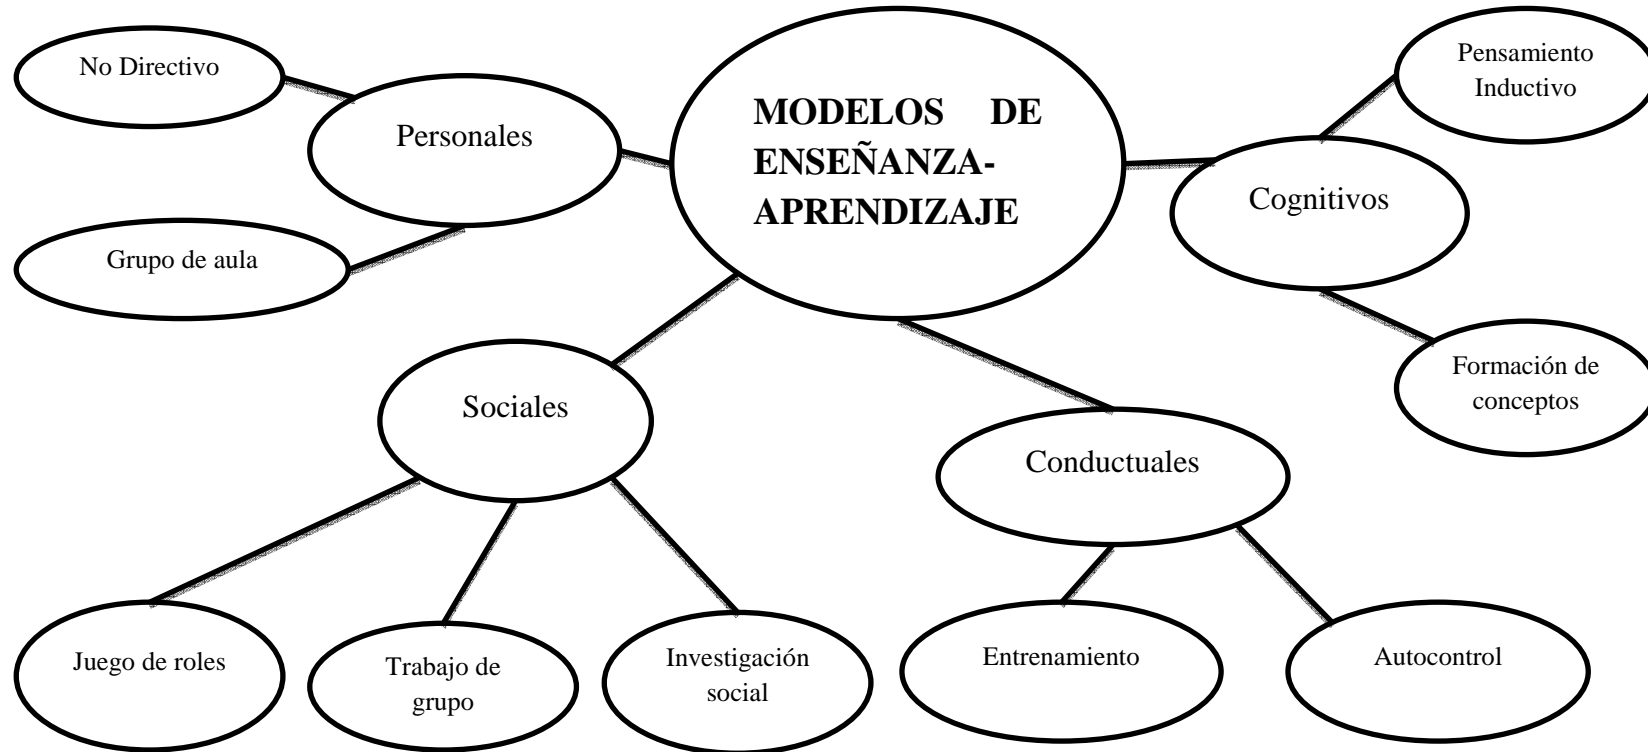 No Directivo
Personales
Grupo de aula
MODELOS DE
ENSEÑANZA-
APRENDIZAJE
Pensamiento
Inductivo
Cognitivos
Formación de
conceptos
Sociales
Conductuales
Juego de roles
Trabajo de
grupo
Investigación
social
Entrenamiento
Autocontrol